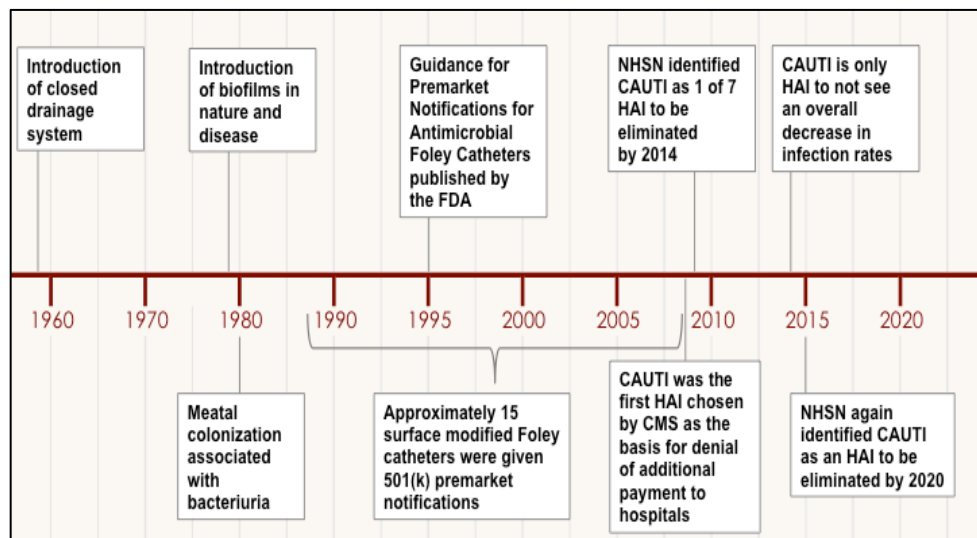 Introduction
of closed
drainage
system
Introduction
of biofilms in
nature and
disease
Guidance for
Premarket
Notifications for
Antimicrobial
Foley Catheters
published by
the FDA
NHSN identified
CAUTI as 1 of 7
HAI to be
eliminated
by 2014
CAUTI is only
HAI to not see
an overall
decrease in
infection rates
1960
1970
1980
1990
1995
2000
2005
2010
2015
2020
Meatal
colonization
associated
with
bacteriuria
Approximately 15
surface modified Foley
catheters were given
501(k) premarket
notifications
CAUTI was the
first HAI chosen
by CMS as the
basis for denial
of additional
payment to
hospitals
NHSN again
identified CAUTI
as an HAI to be
eliminated by 2020